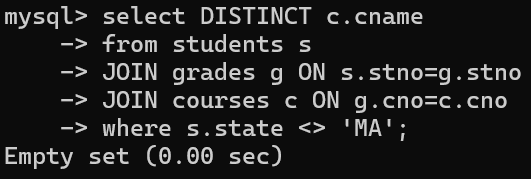 mysql> select DISTINCT c.cname
    -> from students s
    -> JOIN grades g ON s.stno=g.stno
    -> JOIN courses c ON g.cno=c.cno
    -> where s.state <> 'MA';
Empty set (0.00 sec)